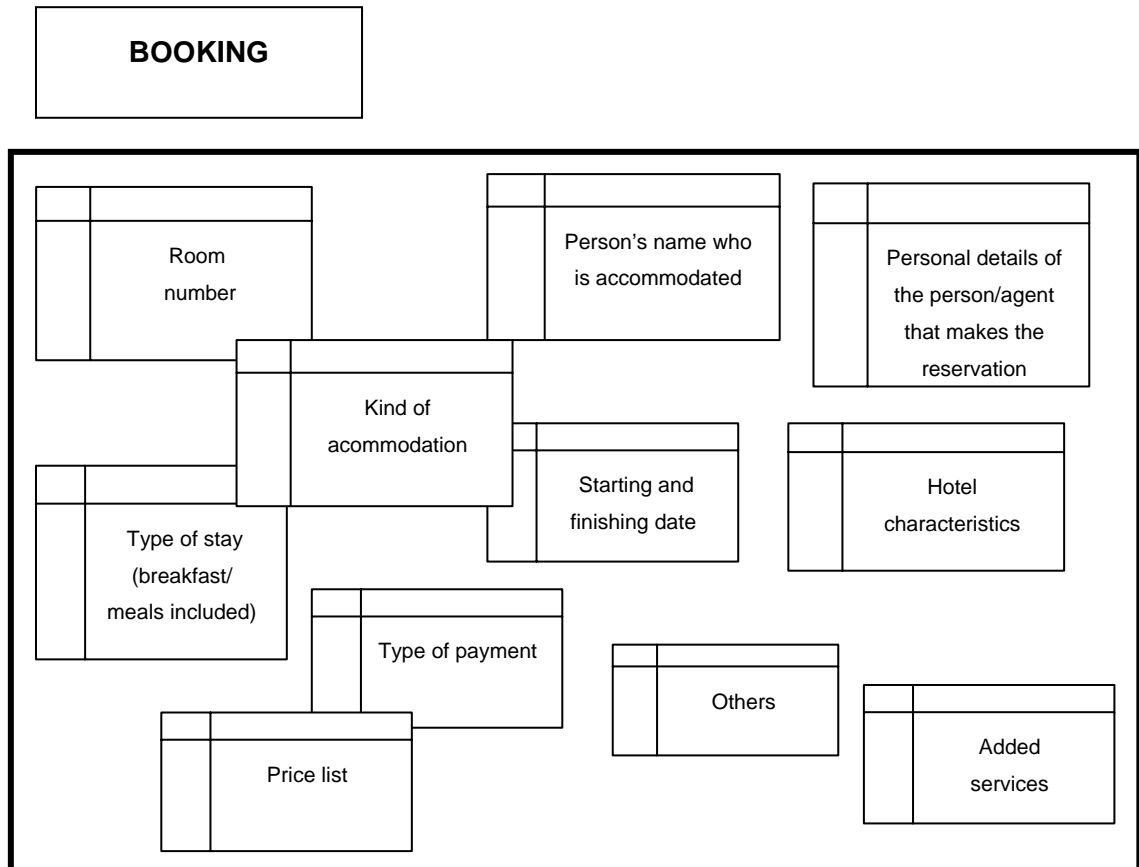 BOOKING
Room
number
Person's name who
is accommodated
Personal details of
the person/agent
that makes the
reservation
Kind of
acommodation
Starting and
finishing date
Hotel
characteristics
Type of stay
(breakfast/
meals included)
Type of payment
Others
Added
services
Price list